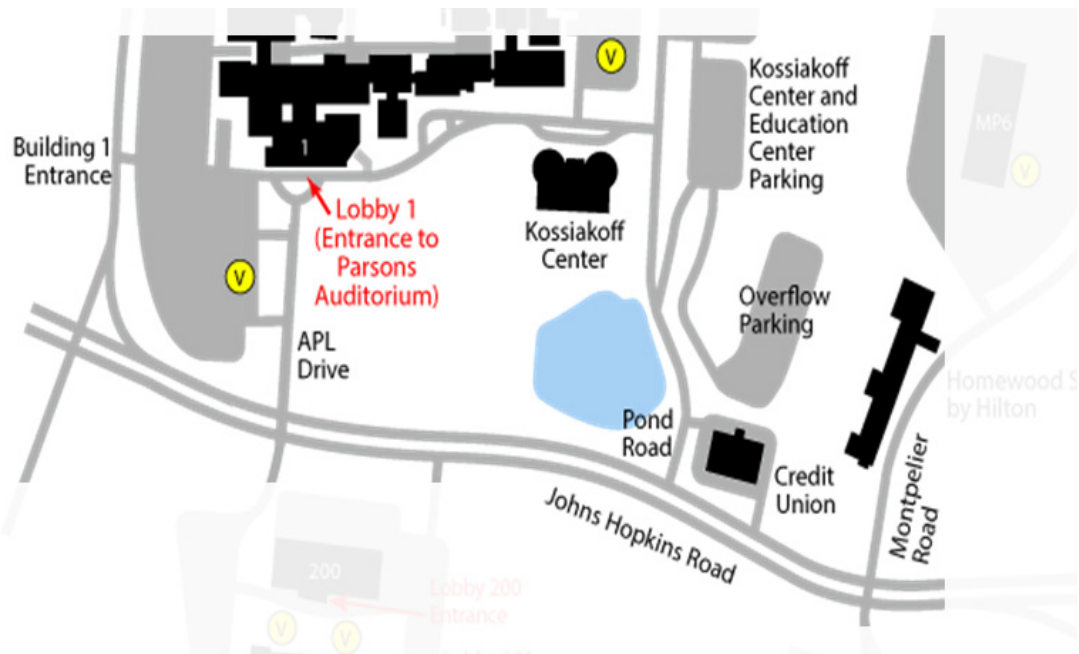 V
Kossiakoff
Center and
Education
Center
Parking
MP6
V
Building 1
Entrance
1
Lobby 1
(Entrance to
Parsons
Auditorium)
Kossiakoff
Center
V
Overflow
Parking
APL
Drive
Homewood S
by Hilton
Pond
Road
Credit
Union
Montpelier
Road
Johns Hopkins Road
200
Lobby 200
Entrance
V
V